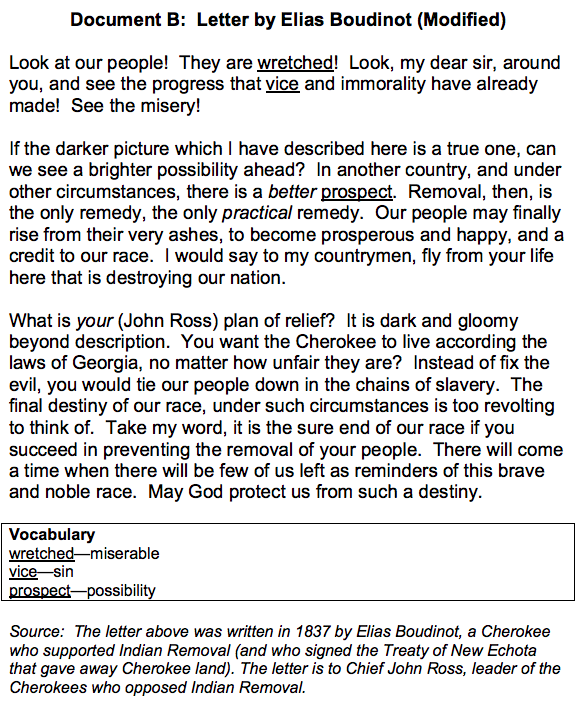 Document B:  Letter by Elias Boudinot (Modified)
Look at our people!  They are wretched!  Look, my dear sir, around
you, and see the progress that vice and immorality have already
made!  See the misery!
If the darker picture which I have described here is a true one, can
we see a brighter possibility ahead?  In another country, and under
other circumstances, there is a better prospect.  Removal, then, is
the only remedy, the only practical remedy.  Our people may finally
rise from their very ashes, to become prosperous and happy, and a
credit to our race.  I would say to my countrymen, fly from your life
here that is destroying our nation.
What is your (John Ross) plan of relief?  It is dark and gloomy
beyond description.  You want the Cherokee to live according the
laws of Georgia, no matter how unfair they are?  Instead of fix the
evil, you would tie our people down in the chains of slavery.  The
final destiny of our race, under such circumstances is too revolting
to think of.  Take my word, it is the sure end of our race if you
succeed in preventing the removal of your people.  There will come
a time when there will be few of us left as reminders of this brave
and noble race.  May God protect us from such a destiny.
Vocabulary
wretched—miserable
vice—sin
prospect—possibility
Source:  The letter above was written in 1837 by Elias Boudinot, a Cherokee
who supported Indian Removal (and who signed the Treaty of New Echota
that gave away Cherokee land). The letter is to Chief John Ross, leader of the
Cherokees who opposed Indian Removal.